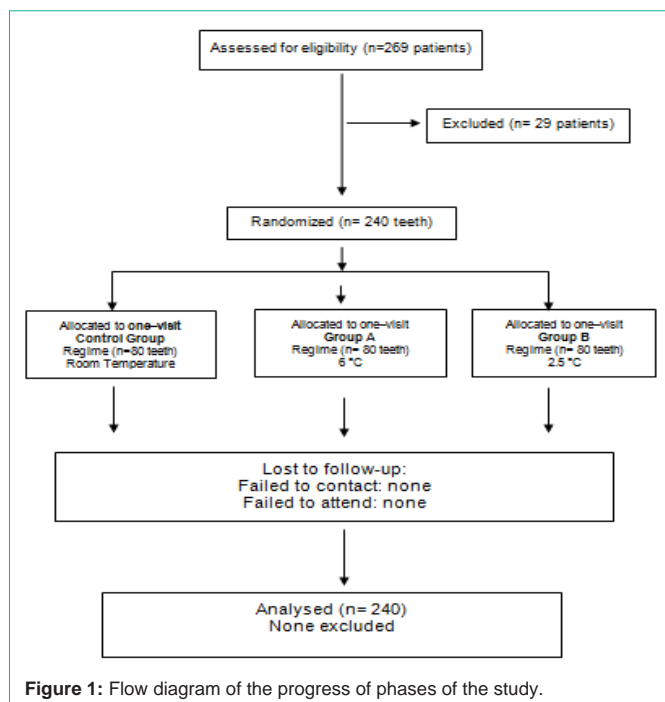 Assessed for eligibility (n=269 patients)
Excluded (n= 29 patients)
Randomized (n= 240 teeth)
Allocated to one–visit
Control Group
Regime (n=80 teeth)
Room Temperature
Allocated to one-visit
Group A
Regime (n= 80 teeth)
6 °C
Allocated to one-visit
Group B
Regime (n= 80 teeth)
2.5 °C
Lost to follow-up:
Failed to contact: none
Failed to attend: none
Analysed (n= 240)
None excluded
Figure 1: Flow diagram of the progress of phases of the study.